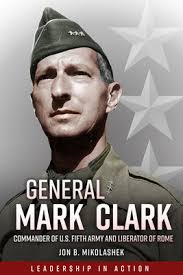 GENERAL
MARK CLARK
COMMANDER OF U.S. FIFTH ARMY AND LIBERATOR OF ROME
JON B. MIKOLASHEK
LEADERSHIP IN ACTION